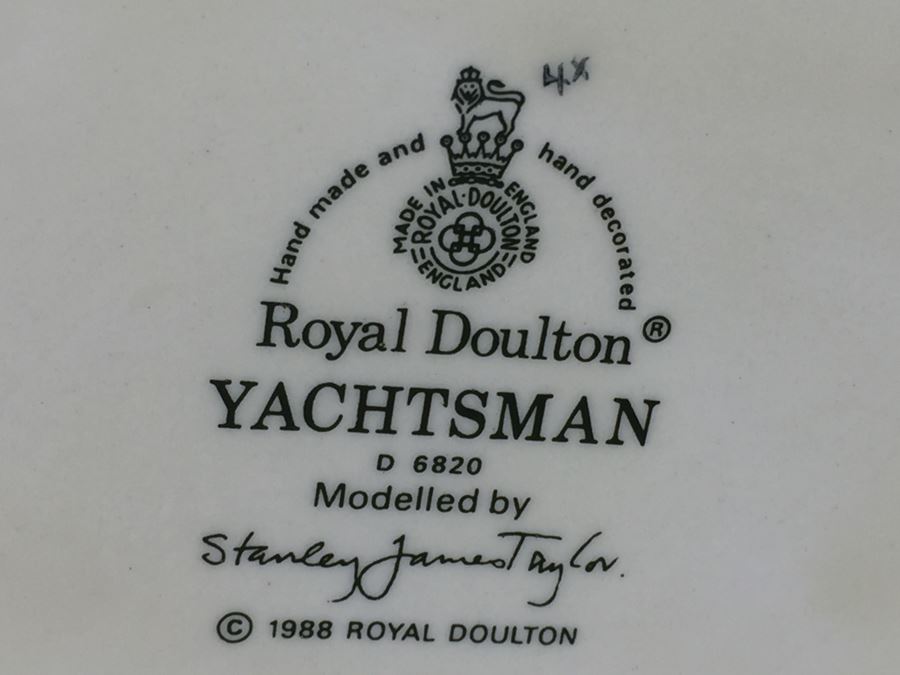 4x
Hand made and hand decorated
MADE IN ENGLAND
ROYAL·DOULTON
ENGLAND
Royal Doulton®
YACHTSMAN
D 6820
Modelled by
Stanley James Taylor.
© 1988 ROYAL DOULTON